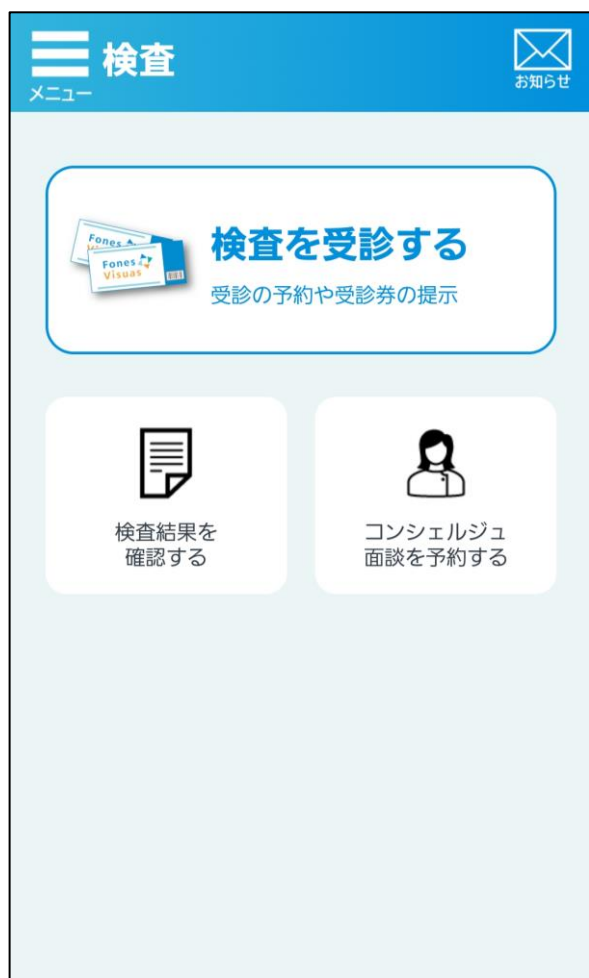 検査
メニュー
お知らせ
Fones
Fones
Visuas
検査を受診する
受診の予約や受診券の提示
検査結果を
確認する
コンシェルジュ
面談を予約する